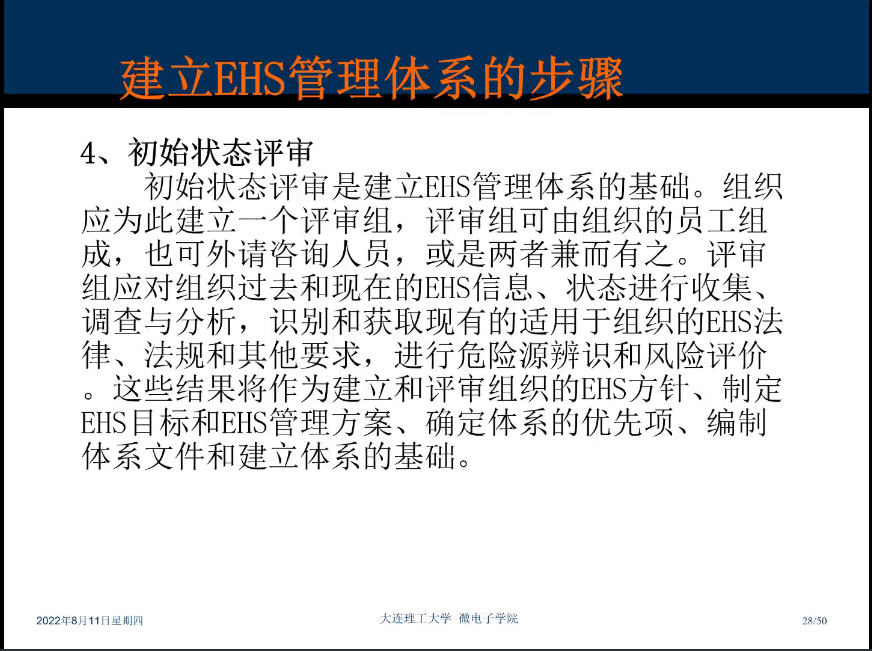 建立EHS管理体系的步骤
4、初始状态评审
初始状态评审是建立EHS管理体系的基础。组织
应为此建立一个评审组，评审组可由组织的员工组
成，也可外请咨询人员，或是两者兼而有之。评审
组应对组织过去和现在的EHS信息、状态进行收集、
调查与分析，识别和获取现有的适用于组织的EHS法
律、法规和其他要求，进行危险源辨识和风险评价
。这些结果将作为建立和评审组织的EHS方针、制定
EHS目标和EHS管理方案、确定体系的优先项、编制
体系文件和建立体系的基础。
2022年8月11日星期四
大连理工大学 微电子学院
28/50